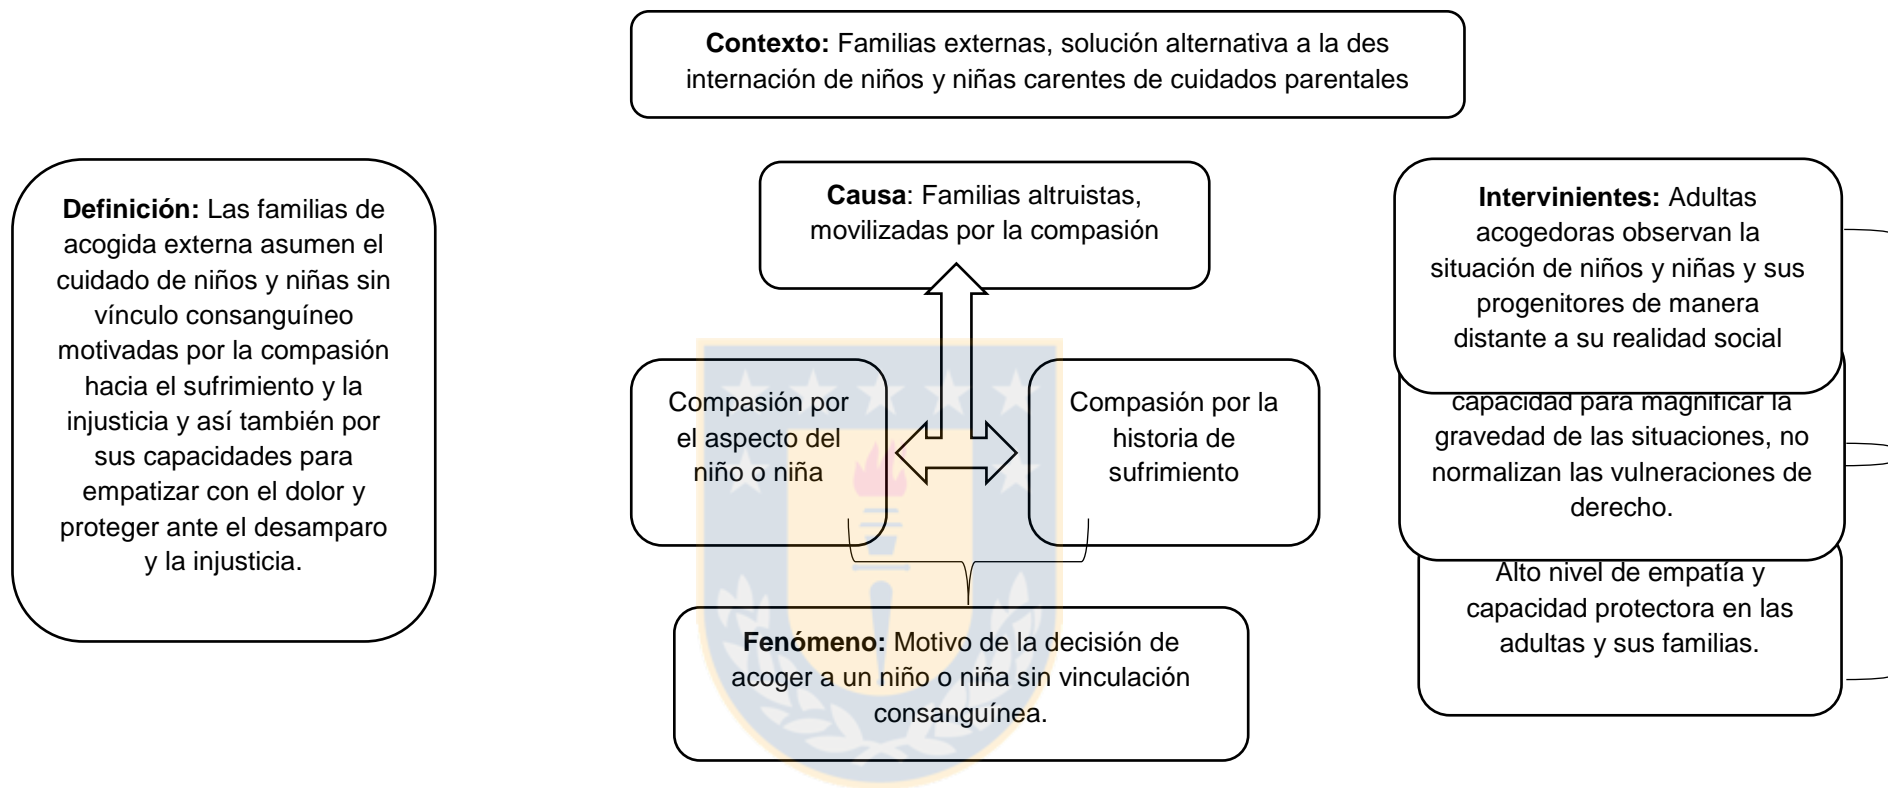 Contexto: Familias externas, solución alternativa a la des
internación de niños y niñas carentes de cuidados parentales
Definición: Las familias de
acogida externa asumen el
cuidado de niños y niñas sin
vínculo consanguíneo
motivadas por la compasión
hacia el sufrimiento y la
injusticia y así también por
sus capacidades para
empatizar con el dolor y
proteger ante el desamparo
y la injusticia.
Causa: Familias altruistas,
movilizadas por la compasión
Compasión por
el aspecto del
niño o niña
Compasión por la
historia de
sufrimiento
Fenómeno: Motivo de la decisión de
acoger a un niño o niña sin vinculación
consanguínea.
Intervinientes: Adultas
acogedoras observan la
situación de niños y niñas y sus
progenitores de manera
distante a su realidad social
capacidad para magnificar la
gravedad de las situaciones, no
normalizan las vulneraciones de
derecho.
Alto nivel de empatía y
capacidad protectora en las
adultas y sus familias.